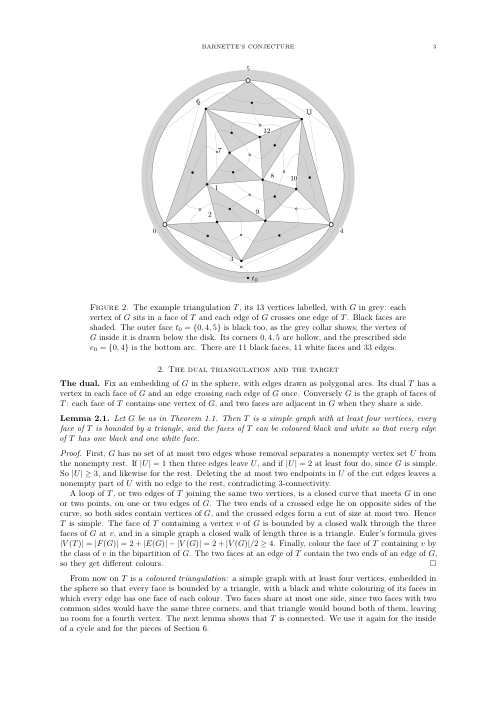 BARNETTE'S CONJECTURE 3
5
6
11
12
7
8
10
1
2
9
0
4
3
t₀
FIGURE 2. The example triangulation T, its 13 vertices labelled, with G in grey: each
vertex of G sits in a face of T and each edge of G crosses one edge of T. Black faces are
shaded. The outer face t₀ = {0, 4, 5} is black too, as the grey collar shows; the vertex of
G inside it is drawn below the disk. Its corners 0, 4, 5 are hollow, and the prescribed side
e₀ = {0, 4} is the bottom arc. There are 11 black faces, 11 white faces and 33 edges.
2. THE DUAL TRIANGULATION AND THE TARGET
The dual. Fix an embedding of G in the sphere, with edges drawn as polygonal arcs. Its dual T has a
vertex in each face of G and an edge crossing each edge of G once. Conversely G is the graph of faces of
T: each face of T contains one vertex of G, and two faces are adjacent in G when they share a side.
Lemma 2.1. Let G be as in Theorem 1.1. Then T is a simple graph with at least four vertices, every
face of T is bounded by a triangle, and the faces of T can be coloured black and white so that every edge
of T has one black and one white face.
Proof. First, G has no set of at most two edges whose removal separates a nonempty vertex set U from
the nonempty rest. If |U| = 1 then three edges leave U, and if |U| = 2 at least four do, since G is simple.
So |U| ≥ 3, and likewise for the rest. Deleting the at most two endpoints in U of the cut edges leaves a
nonempty part of U with no edge to the rest, contradicting 3-connectivity.
A loop of T, or two edges of T joining the same two vertices, is a closed curve that meets G in one
or two points, on one or two edges of G. The two ends of a crossed edge lie on opposite sides of the
curve, so both sides contain vertices of G, and the crossed edges form a cut of size at most two. Hence
T is simple. The face of T containing a vertex v of G is bounded by a closed walk through the three
faces of G at v, and in a simple graph a closed walk of length three is a triangle. Euler's formula gives
|V(T)| = |F(G)| = 2 + |E(G)| − |V(G)| = 2 + |V(G)|/2 ≥ 4. Finally, colour the face of T containing v by
the class of v in the bipartition of G. The two faces at an edge of T contain the two ends of an edge of G,
so they get different colours. □
From now on T is a coloured triangulation: a simple graph with at least four vertices, embedded in
the sphere so that every face is bounded by a triangle, with a black and white colouring of its faces in
which every edge has one face of each colour. Two faces share at most one side, since two faces with two
common sides would have the same three corners, and that triangle would bound both of them, leaving
no room for a fourth vertex. The next lemma shows that T is connected. We use it again for the inside
of a cycle and for the pieces of Section 6.